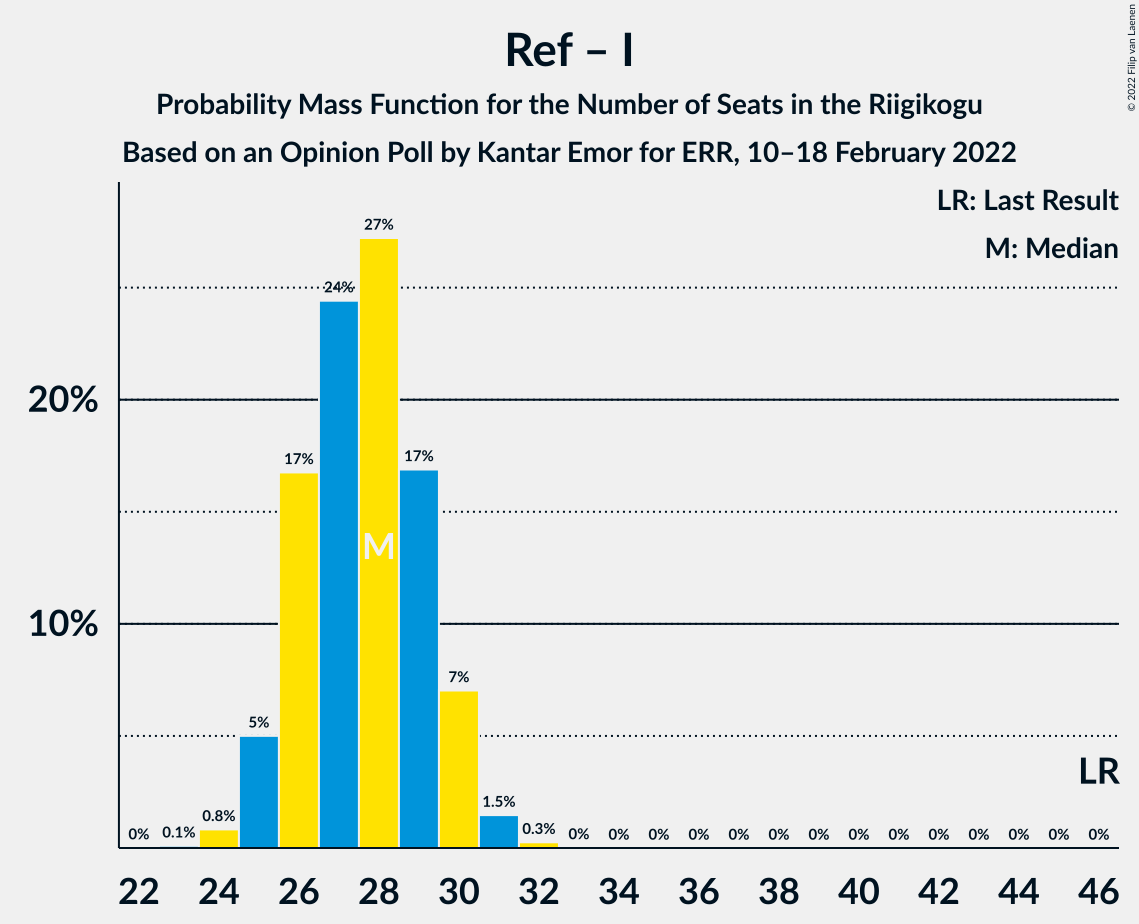 Ref – I
Probability Mass Function for the Number of Seats in the Riigikogu
Based on an Opinion Poll by Kantar Emor for ERR, 10–18 February 2022
© 2022 Filip van Laenen
LR: Last Result
M: Median
27%
24%
20%
17%
17%
M
10%
7%
5%
LR
1.5%
0.8%
0.3%
0% 0.1% 0% 0% 0% 0% 0% 0% 0% 0% 0% 0% 0% 0% 0% 0%
22 24 26 28 30 32 34 36 38 40 42 44 46